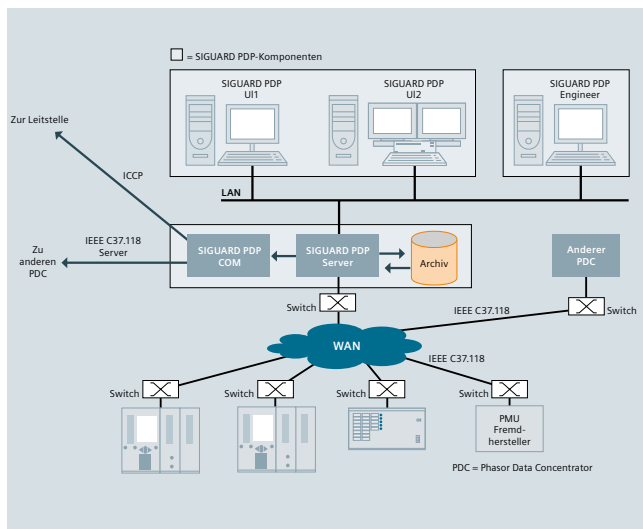 = SIGUARD PDP-Komponenten
SIGUARD PDP
UI1
SIGUARD PDP
UI2
SIGUARD PDP
Engineer
Zur Leitstelle
ICCP
LAN
IEEE C37.118
Server
Zu
anderen
PDC
SIGUARD PDP
COM
SIGUARD PDP
Server
Archiv
Anderer
PDC
Switch
Switch
IEEE C37.118
WAN
IEEE C37.118
Switch
Switch
Switch
Switch
PMU
Fremd-
hersteller
PDC = Phasor Data Concentrator